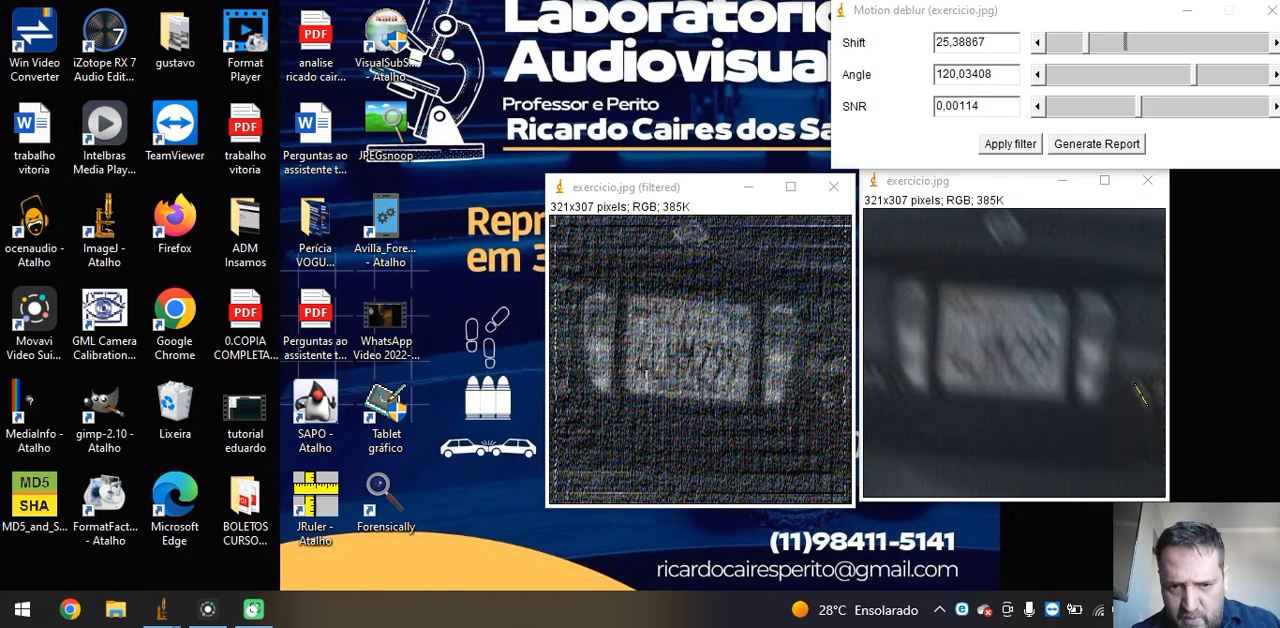 Win Video
Converter
iZotope RX 7
Audio Edit...
gustavo
Format
Player
PDF
analise
ricado cair...
VisualSubS...
- Atalho
trabalho
vitoria
Intelbras
Media Play...
TeamViewer
PDF
trabalho
vitoria
Perguntas ao
assistente t...
JPEGsnoop
ocenaudio -
Atalho
ImageJ -
Atalho
Firefox
ADM
Insamos
Perícia
VOGU...
Avilla_Fore...
- Atalho
Movavi
Video Sui...
GML Camera
Calibration...
Google
Chrome
PDF
0.COPIA
COMPLETA...
PDF
Perguntas ao
assistente t...
WhatsApp
Video 2022-...
MediaInfo -
Atalho
gimp-2.10 -
Atalho
Lixeira
tutorial
eduardo
SAPO -
Atalho
Tablet
gráfico
MD5
SHA
MD5_and_S...
FormatFact...
- Atalho
Microsoft
Edge
BOLETOS
CURSO...
JRuler -
Atalho
Forensically
Laboratório
Audiovisual
Professor e Perito
Ricardo Caires dos Sa
Repr
em 3
(11)98411-5141
ricardocairesperito@gmail.com
Motion deblur (exercicio.jpg)
Shift
25,38867
Angle
120,03408
SNR
0,00114
Apply filter
Generate Report
exercicio.jpg (filtered)
321x307 pixels; RGB; 385K
exercicio.jpg
321x307 pixels; RGB; 385K
28°C Ensolarado